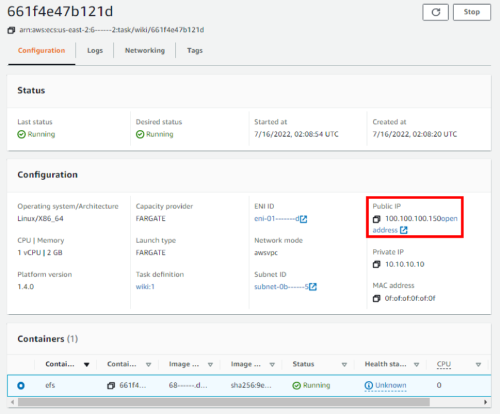 661f4e47b121d
Stop
arn:aws:ecs:us-east-2:6------2:task/wiki/661f4e47b121d
Configuration Logs Networking Tags
Status
Last status Desired status Started at Created at
Running Running 7/16/2022, 02:08:54 UTC 7/16/2022, 02:08:20 UTC
Configuration
Operating system/Architecture
Linux/X86_64
CPU | Memory
1 vCPU | 2 GB
Platform version
1.4.0
Capacity provider
FARGATE
Launch type
FARGATE
Task definition
wiki:1
ENI ID
eni-01-------d
Network mode
awsvpc
Subnet ID
subnet-0b------5
Public IP
100.100.100.150open
address
Private IP
10.10.10.10
MAC address
0f:of:of:of:of:0f
Containers (1)
Contai... Contai... Image ... Image ... Status Health sta... CPU
efs 661f4... 68------.d... sha256:9e... Running Unknown 0